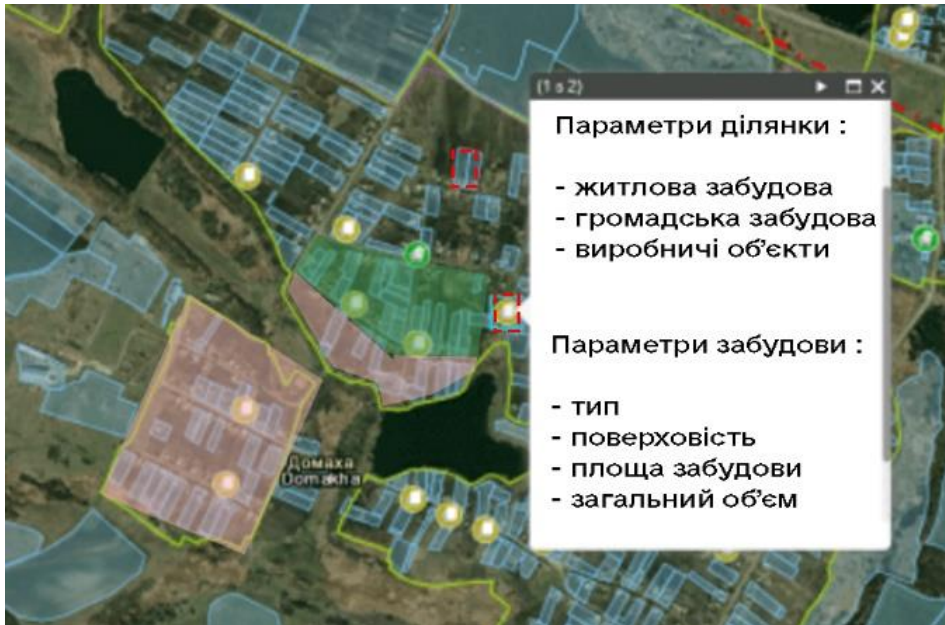 (1 з 2)
Параметри ділянки :
- житлова забудова
- громадська забудова
- виробничі об'єкти
Параметри забудови :
- тип
- поверховість
- площа забудови
- загальний об'єм
Домаха
Domakha